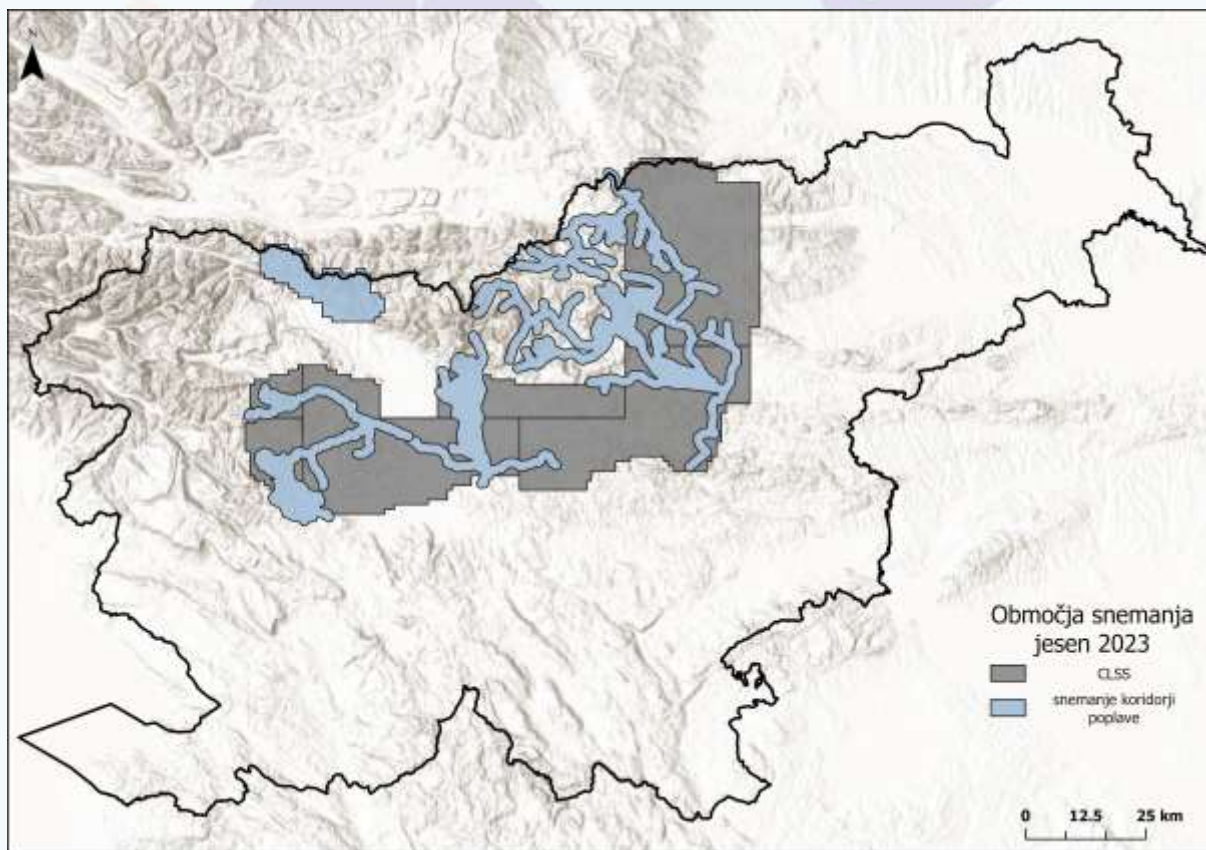 N
Območja snemanja
jesen 2023
CLSS
snemanje koridorji
poplave
0 12.5 25 km